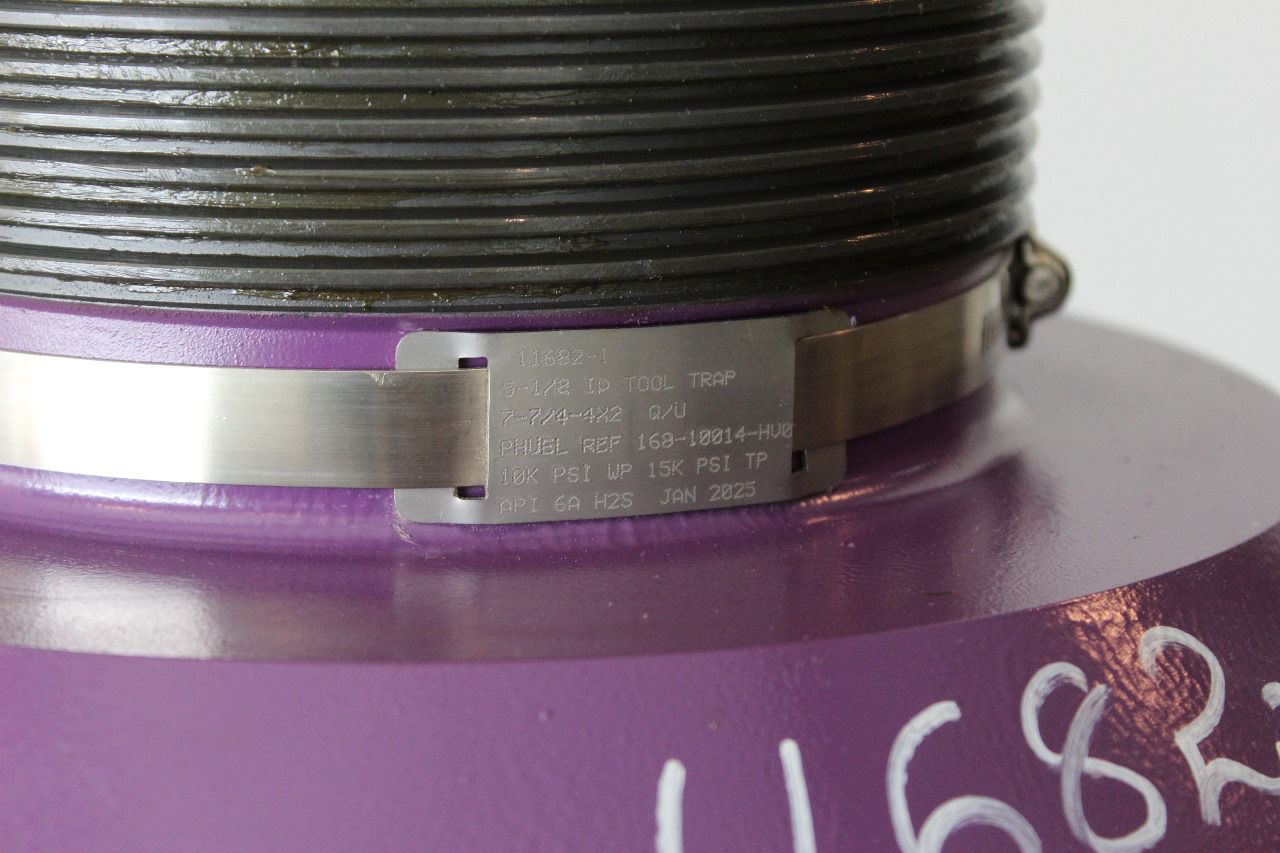 11682-1
5-1/8 ID TOOL TRAP
7-7/4-4X2 Q/U
PHUEL REF 168-10014-HV0
10K PSI WP 15K PSI TP
API 6A H2S JAN 2025
11682